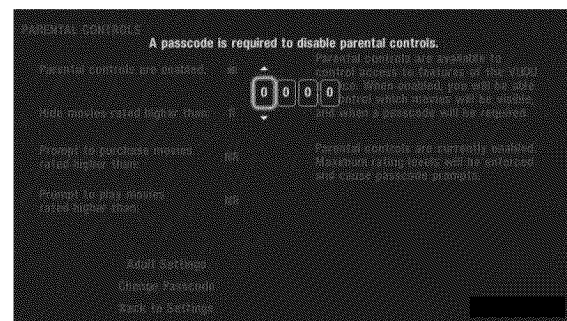 PARENTAL CONTROLS
A passcode is required to disable parental controls.
Parental controls are enabled.
Parental controls are available to
control access to features of the VUDU
When enabled, you will be able
control which movies will be visible
and when a passcode will be required.
0 0 0 0
Hide movies rated higher than: R
Prompt to purchase movies
rated higher than: NR
Parental controls are currently enabled.
Maximum rating levels will be enforced
and cause passcode prompts.
Prompt to play movies
rated higher than: NR
Adult Settings
Change Passcode
Back to Settings